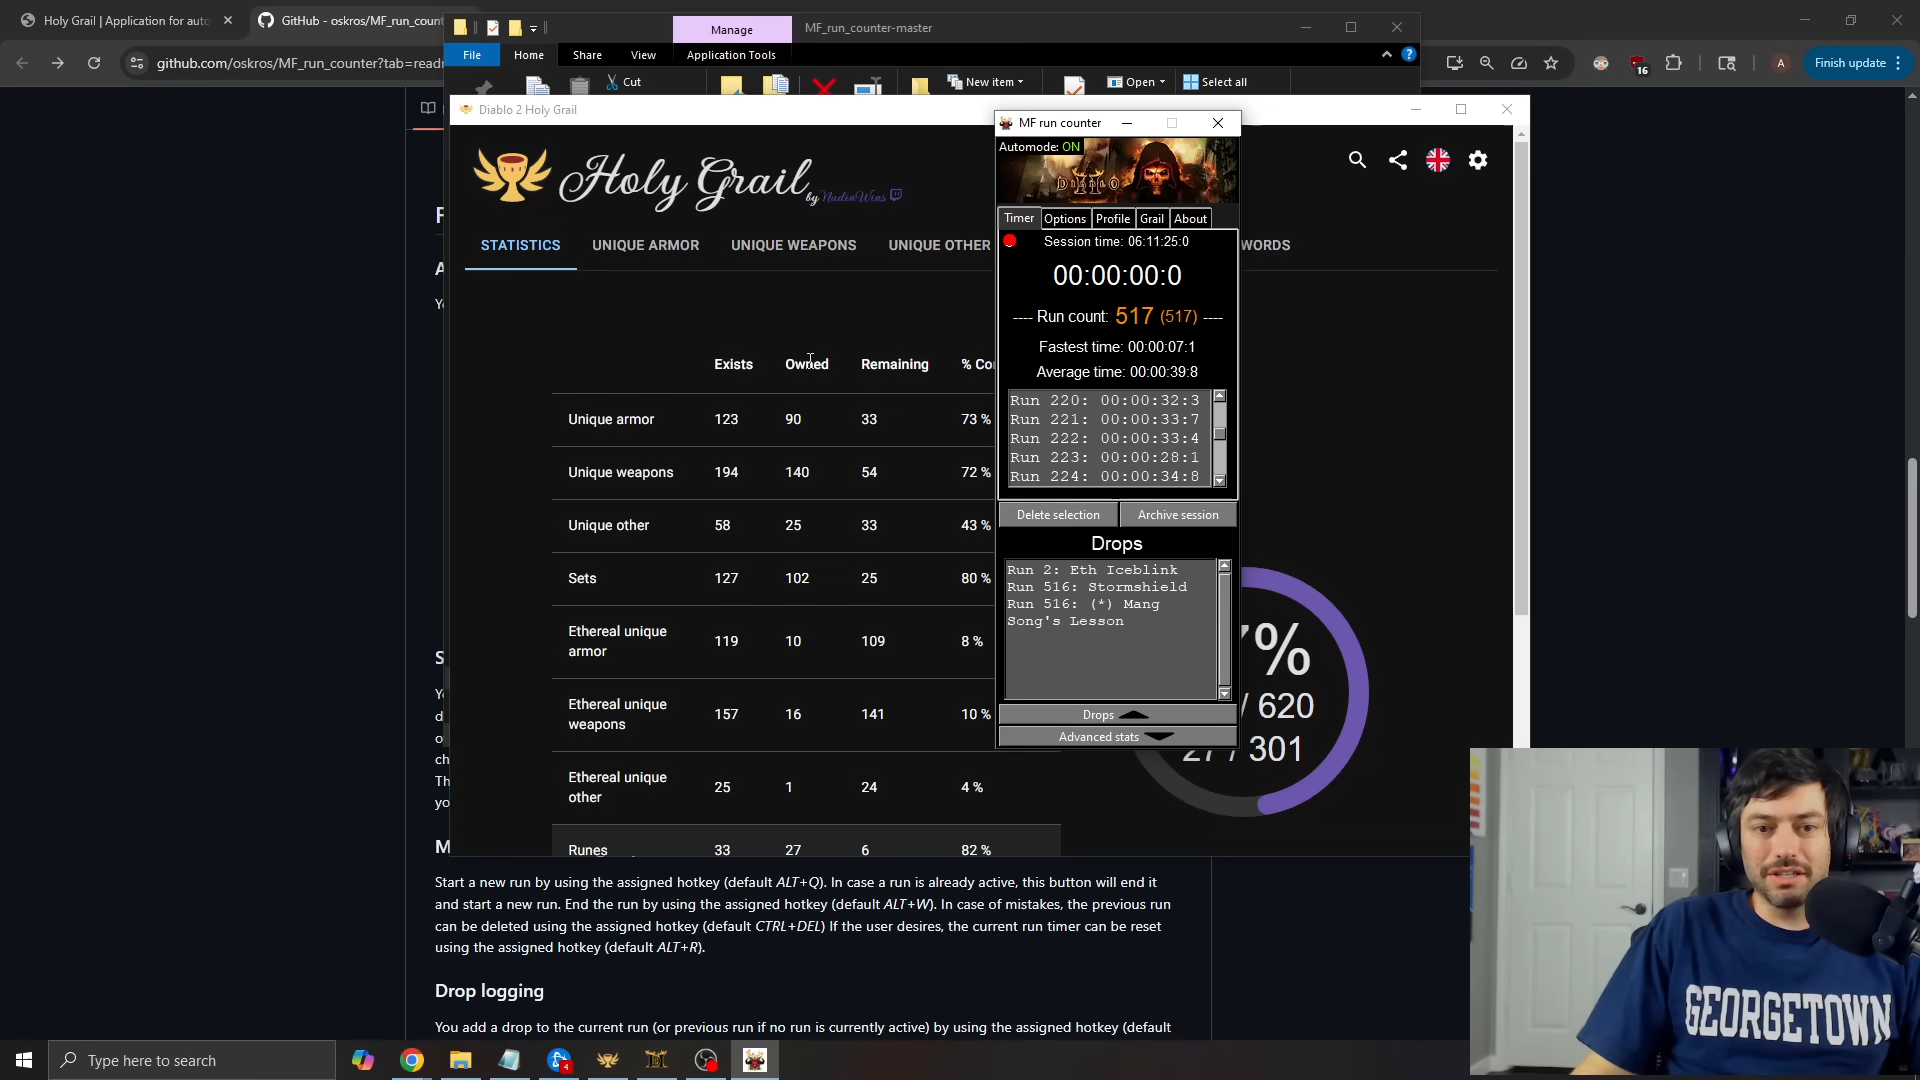 Holy Grail | Application for auto
GitHub - oskros/MF_run_count
Manage
MF_run_counter-master
File
Home
Share
View
Application Tools
github.com/oskros/MF_run_counter?tab=readr
Cut
New item
Open
Select all
16
A
Finish update
Diablo 2 Holy Grail
MF run counter
Holy Grail
by NaderWins
Automode: ON
Diablo II
STATISTICS
UNIQUE ARMOR
UNIQUE WEAPONS
UNIQUE OTHER
WORDS
Timer
Options
Profile
Grail
About
Session time: 06:11:25:0
00:00:00:0
---- Run count: 517 (517) ----
Fastest time: 00:00:07:1
Average time: 00:00:39:8
Run 220: 00:00:32:3
Run 221: 00:00:33:7
Run 222: 00:00:33:4
Run 223: 00:00:28:1
Run 224: 00:00:34:8
Delete selection
Archive session
Drops
Run 2: Eth Iceblink
Run 516: Stormshield
Run 516: (*) Mang
Song's Lesson
Drops
Advanced stats
Exists Owned Remaining % Co
Unique armor 123 90 33 73 %
Unique weapons 194 140 54 72 %
Unique other 58 25 33 43 %
Sets 127 102 25 80 %
Ethereal unique
armor 119 10 109 8 %
Ethereal unique
weapons 157 16 141 10 %
Ethereal unique
other 25 1 24 4 %
Runes 33 27 6 82 %
%
/ 620
27 / 301
Start a new run by using the assigned hotkey (default ALT+Q). In case a run is already active, this button will end it
and start a new run. End the run by using the assigned hotkey (default ALT+W). In case of mistakes, the previous run
can be deleted using the assigned hotkey (default CTRL+DEL) If the user desires, the current run timer can be reset
using the assigned hotkey (default ALT+R).
Drop logging
You add a drop to the current run (or previous run if no run is currently active) by using the assigned hotkey (default
GEORGETOWN
Type here to search
4